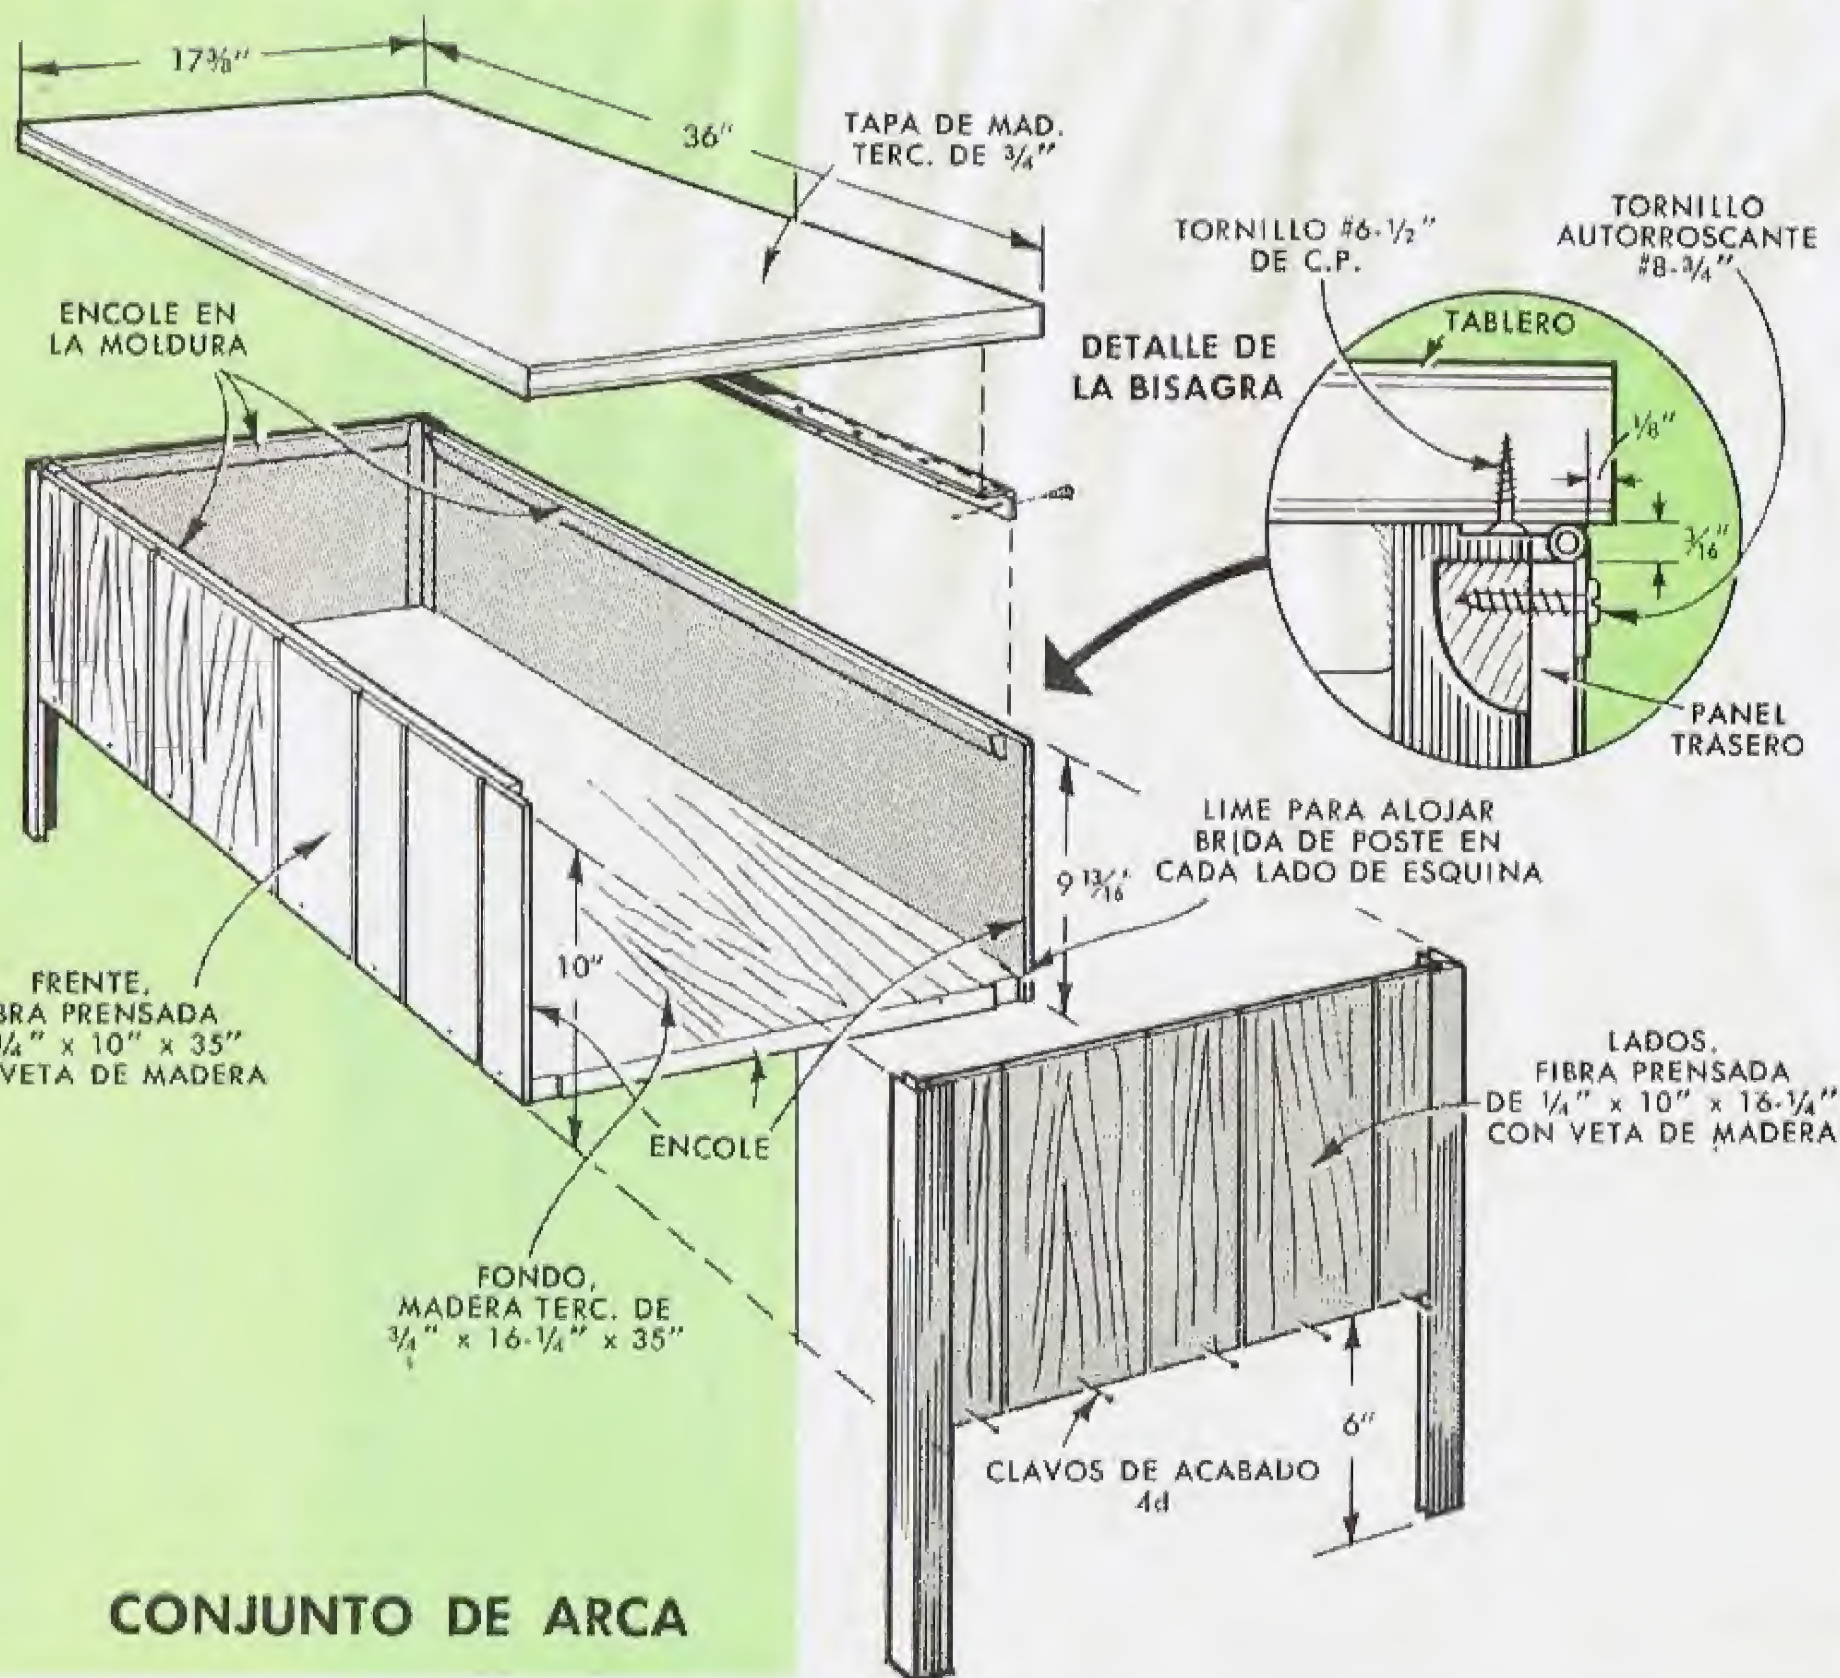 17⅜"
36"
TAPA DE MAD.
TERC. DE ¾"
TORNILLO #6-½"
DE C.P.
TORNILLO
AUTORROSCANTE
#8-¾"
ENCOLE EN
LA MOLDURA
DETALLE DE
LA BISAGRA
TABLERO
⅛"
3/16"
PANEL
TRASERO
LIME PARA ALOJAR
BRIDA DE POSTE EN
CADA LADO DE ESQUINA
9 13/16"
10"
FRENTE,
BRA PRENSADA
¼" x 10" x 35"
VETA DE MADERA
ENCOLE
LADOS,
FIBRA PRENSADA
DE ¼" x 10" x 16-¼"
CON VETA DE MADERA
FONDO,
MADERA TERC. DE
¾" x 16-¼" x 35"
6"
CLAVOS DE ACABADO
4d
CONJUNTO DE ARCA